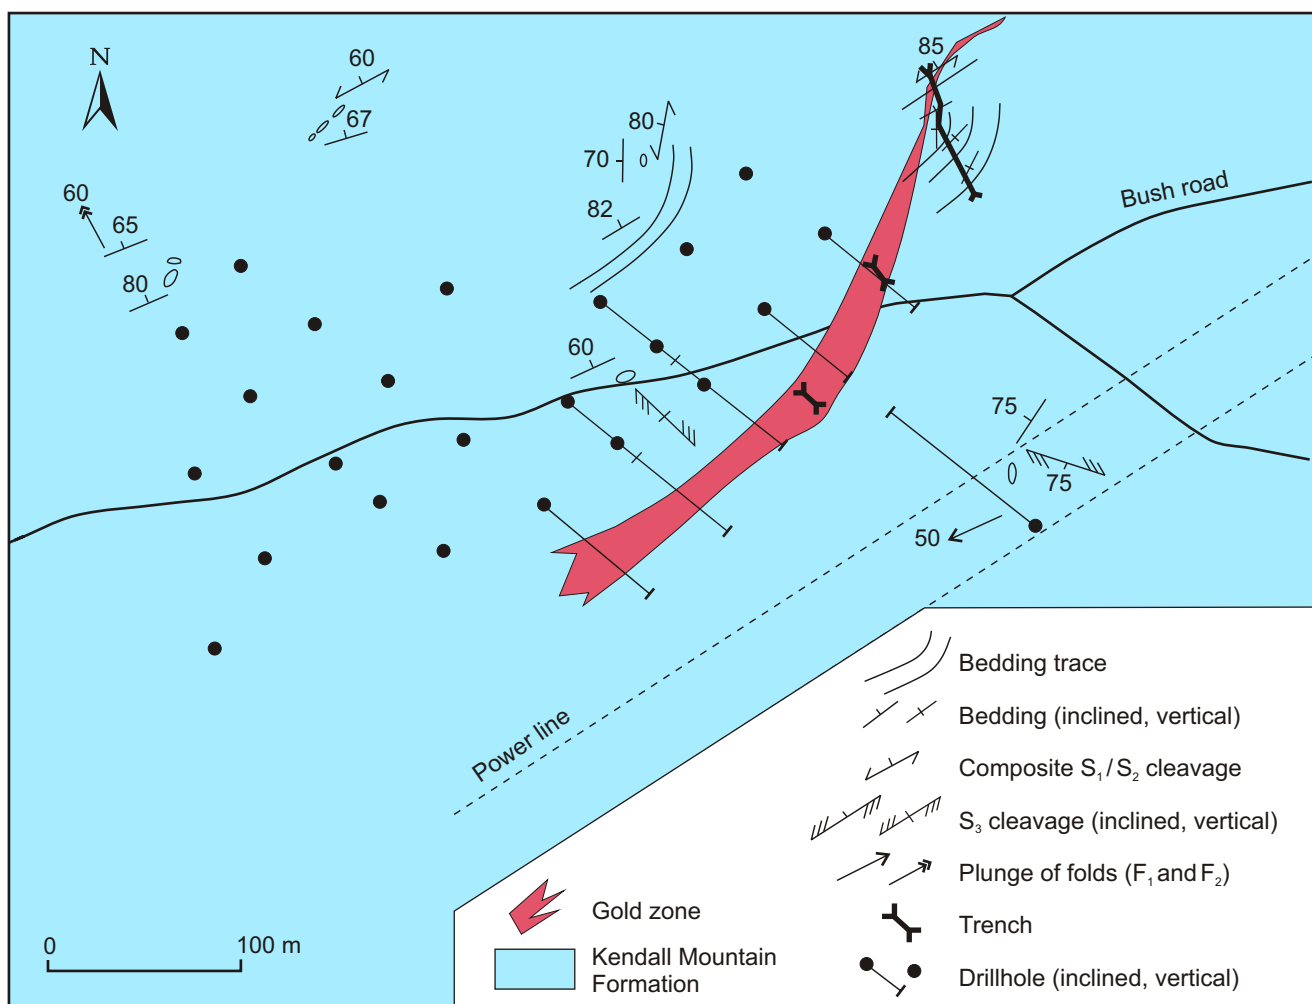 N
60
67
60
65
80
80
70
82
85
Bush road
60
75
75
50
Power line
Bedding trace
Bedding (inclined, vertical)
Composite S₁/S₂ cleavage
S₃ cleavage (inclined, vertical)
Plunge of folds (F₁ and F₂)
Trench
Drillhole (inclined, vertical)
Gold zone
Kendall Mountain
Formation
0 100 m